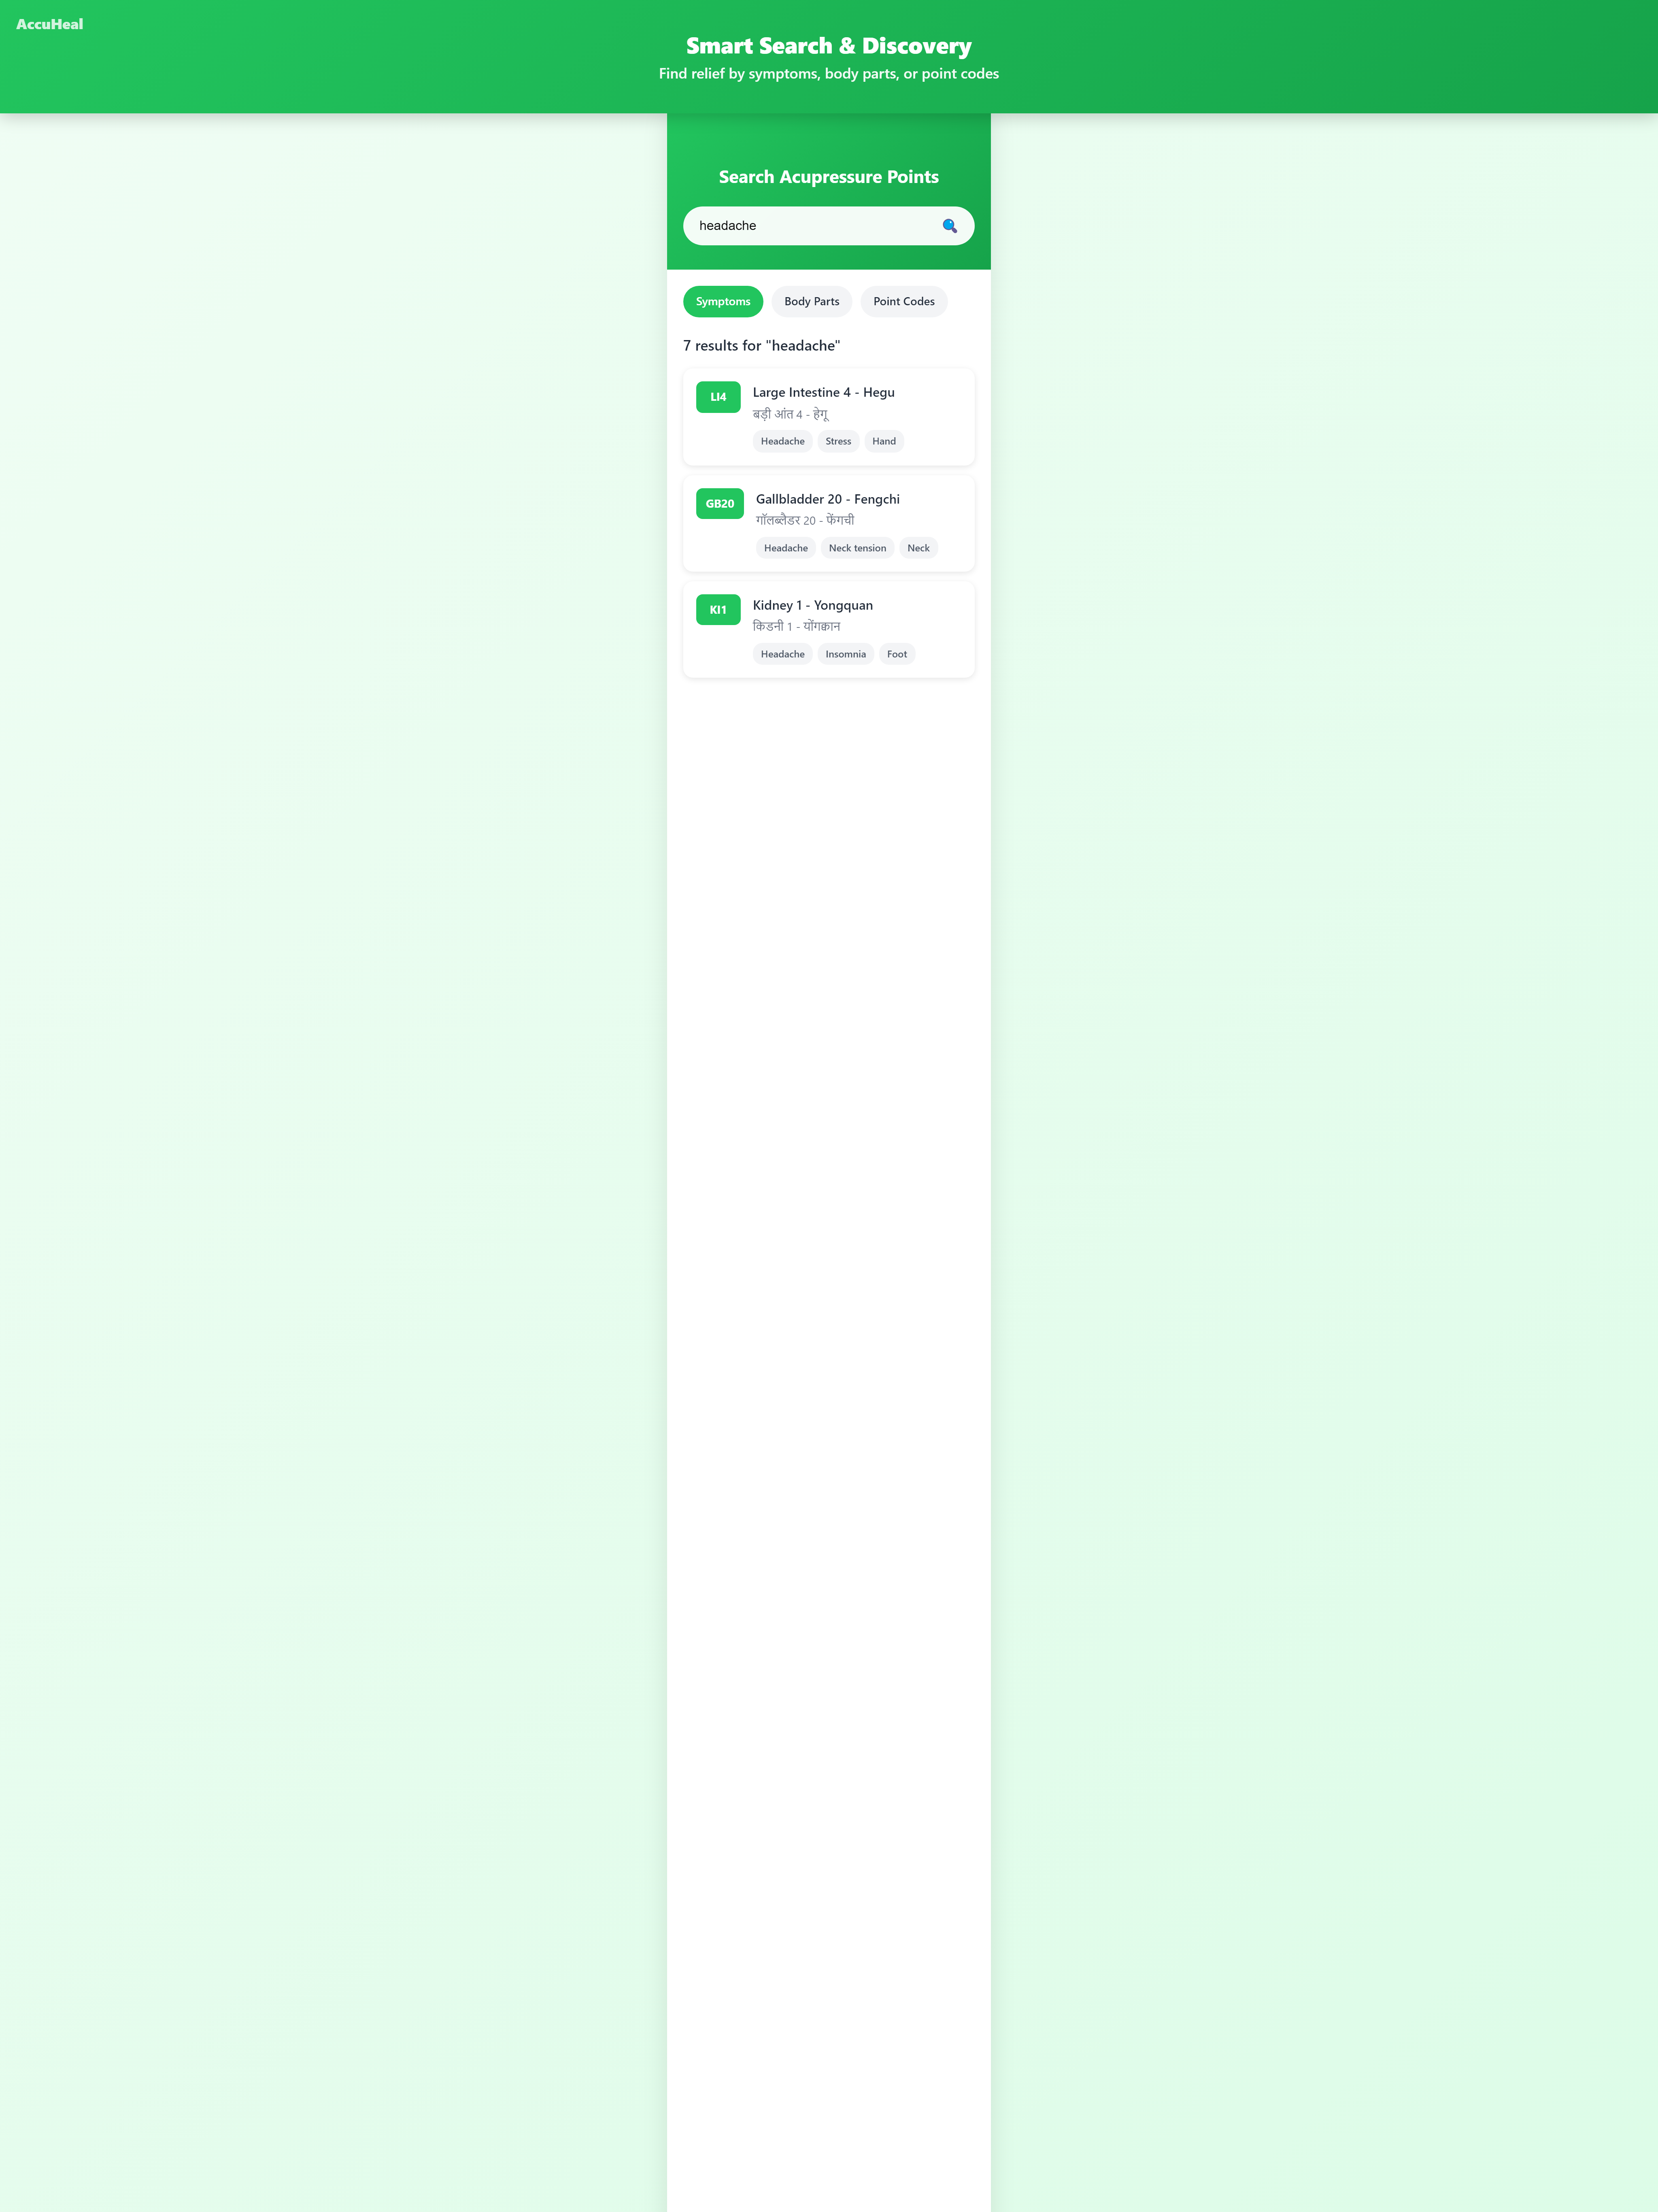 AccuHeal
Smart Search & Discovery
Find relief by symptoms, body parts, or point codes
Search Acupressure Points
headache
Symptoms Body Parts Point Codes
7 results for "headache"
LI4 Large Intestine 4 - Hegu
बड़ी आंत 4 - हेगू
Headache Stress Hand
GB20 Gallbladder 20 - Fengchi
गॉलब्लैडर 20 - फेंगची
Headache Neck tension Neck
KI1 Kidney 1 - Yongquan
किडनी 1 - योंगक्वान
Headache Insomnia Foot